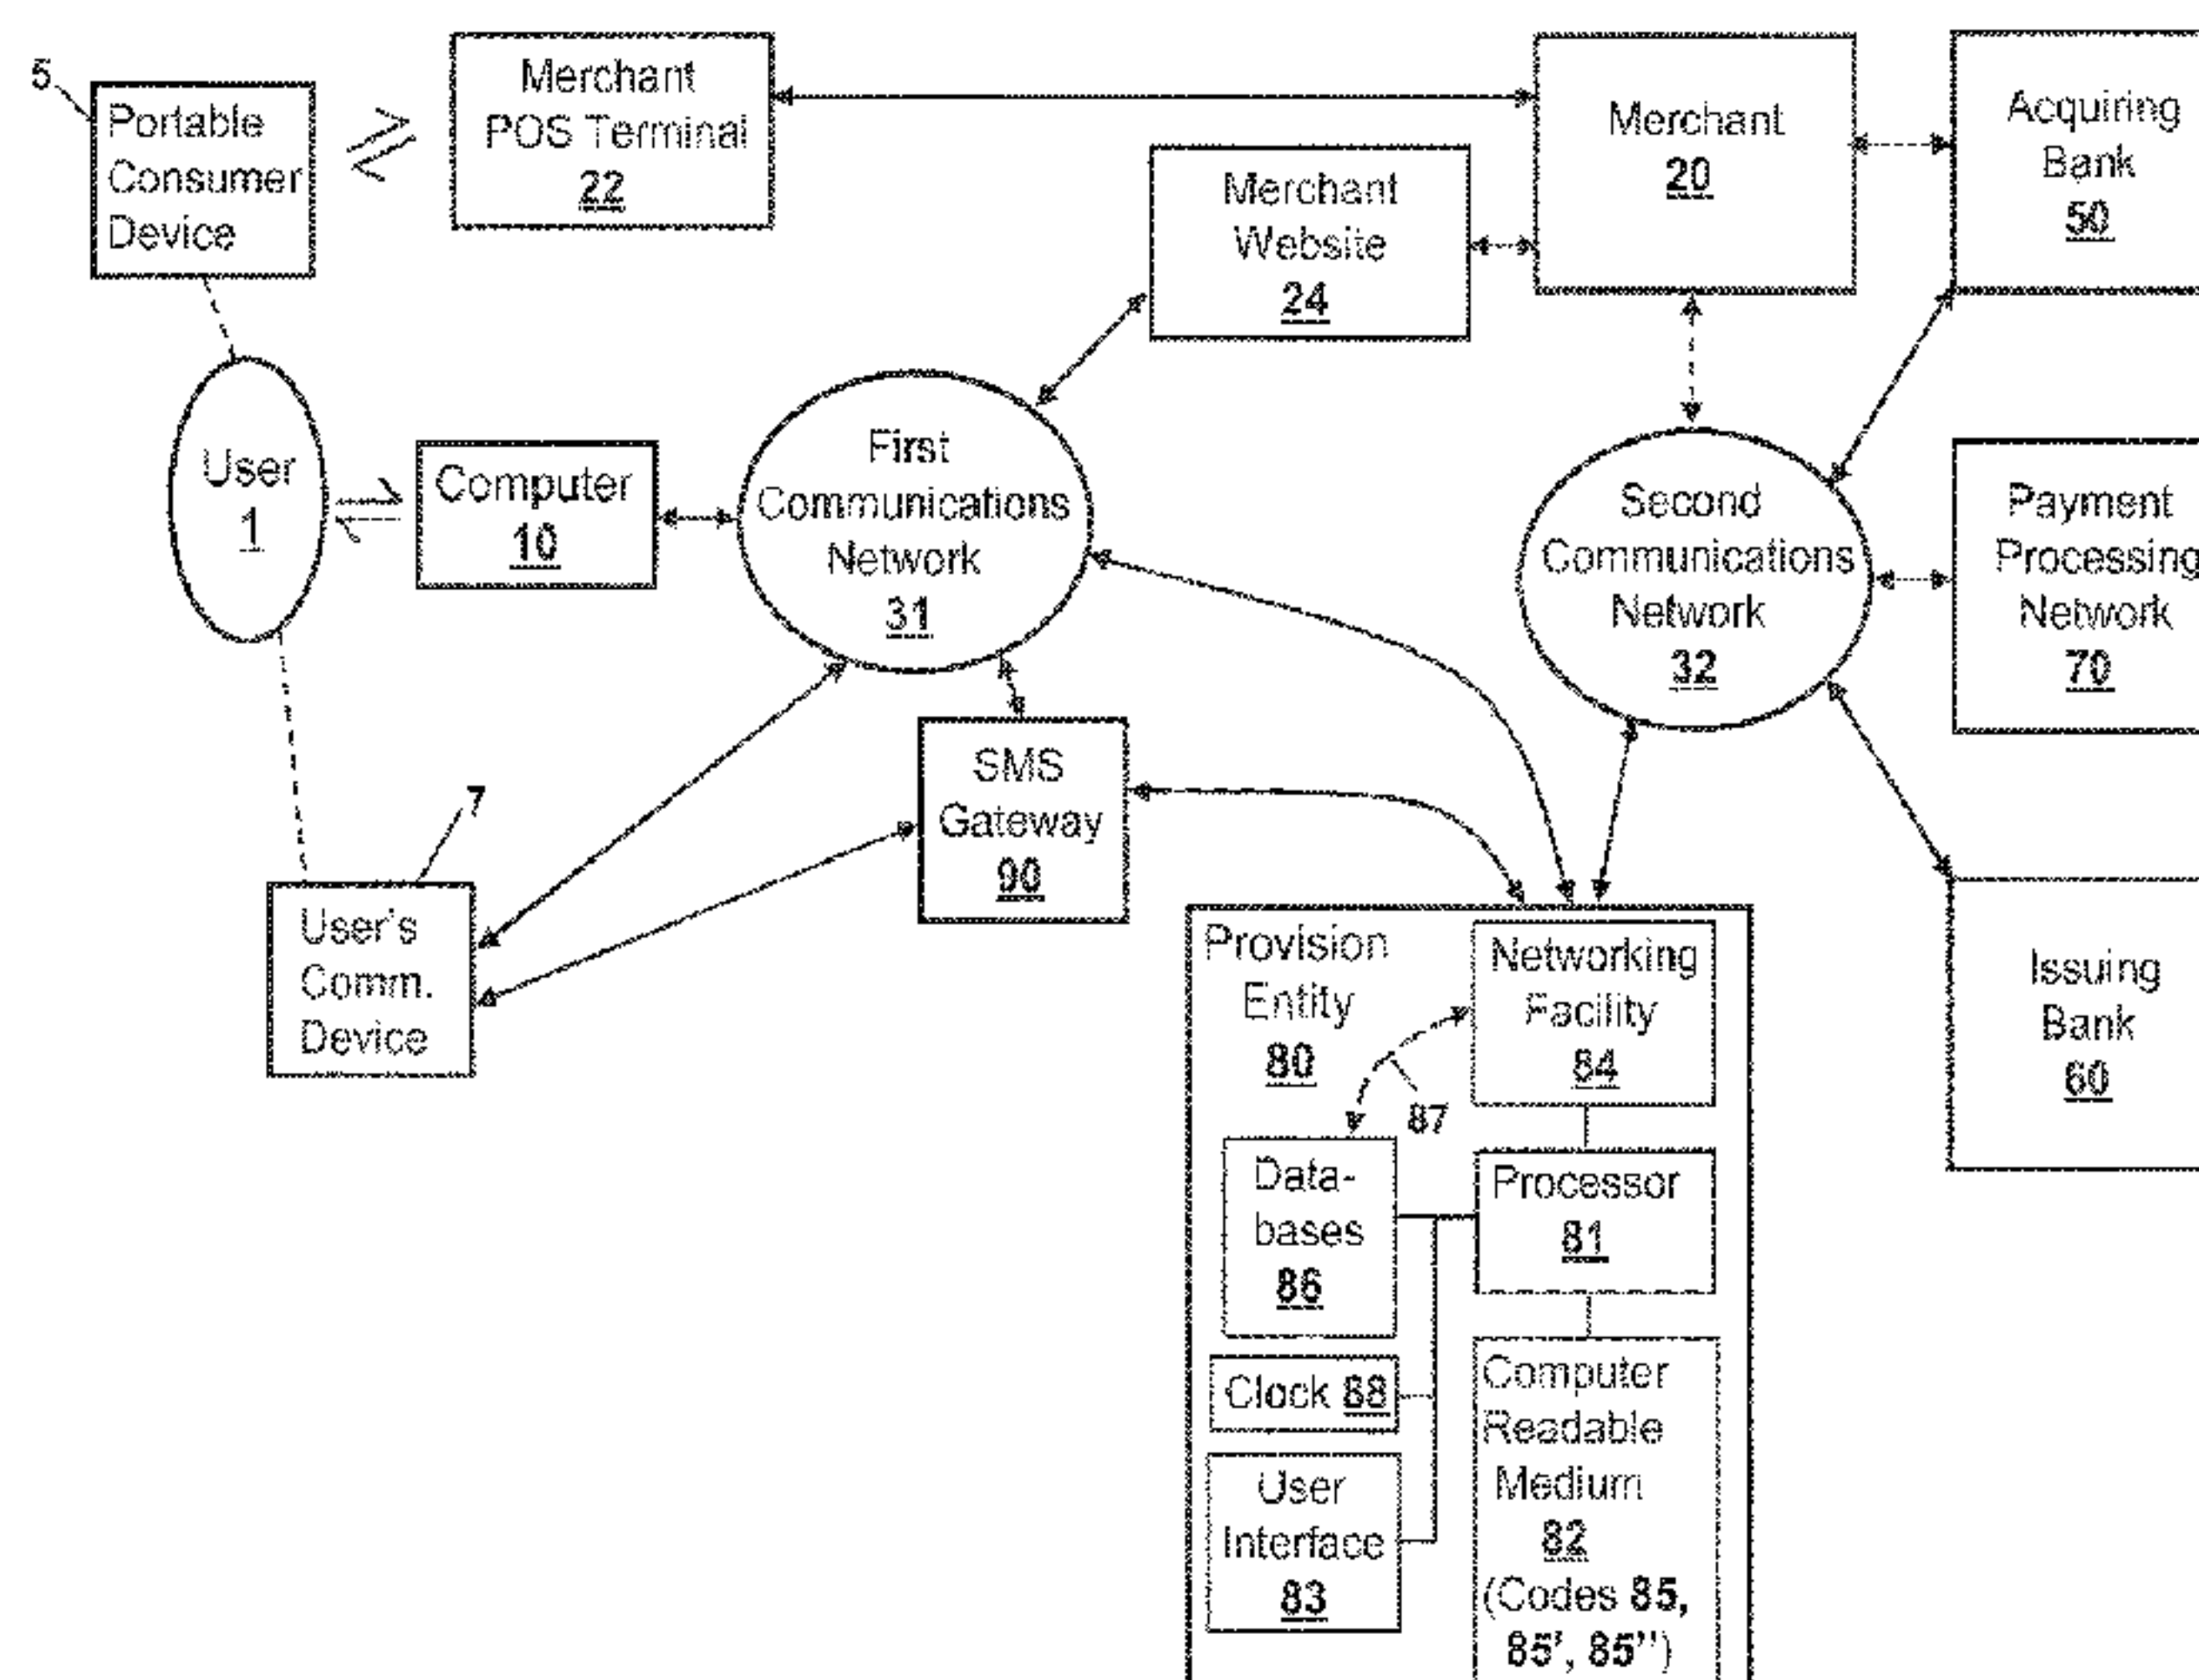 5
Portable
Consumer
Device
Merchant
POS Terminal
22
Merchant
20
Acquiring
Bank
50
Merchant
Website
24
User
1
Computer
10
First
Communications
Network
31
Second
Communications
Network
32
Payment
Processing
Network
70
SMS
Gateway
90
7
User's
Comm.
Device
Provision
Entity
80
Networking
Facility
84
87
Issuing
Bank
60
Data-
bases
86
Processor
81
Clock 88
User
Interface
83
Computer
Readable
Medium
82
(Codes 85,
85', 85'')